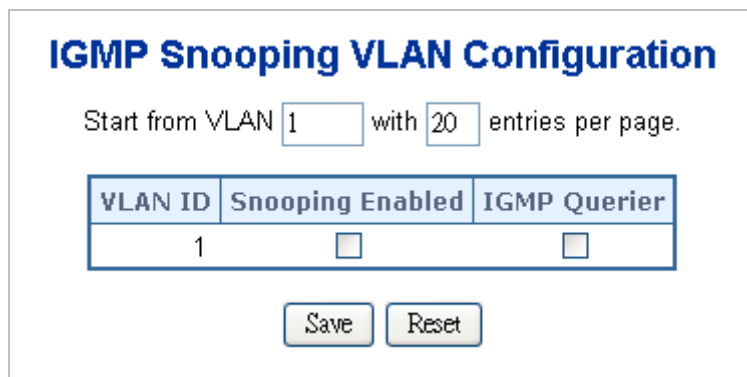 IGMP Snooping VLAN Configuration
Start from VLAN 1 with 20 entries per page.
VLAN ID Snooping Enabled IGMP Querier
1
Save Reset